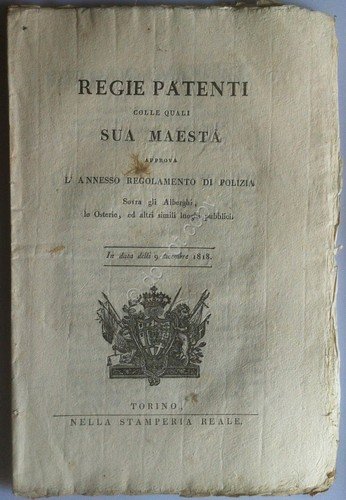 REGIE PATENTI
COLLE QUALI
SUA MAESTÀ
APPROVA
L'ANNESSO REGOLAMENTO DI POLIZIA
Sovra gli Alberghi,
le Osterie, ed altri simili luoghi pubblici.
In data delli 9 dicembre 1818.
TORINO,
NELLA STAMPERIA REALE.